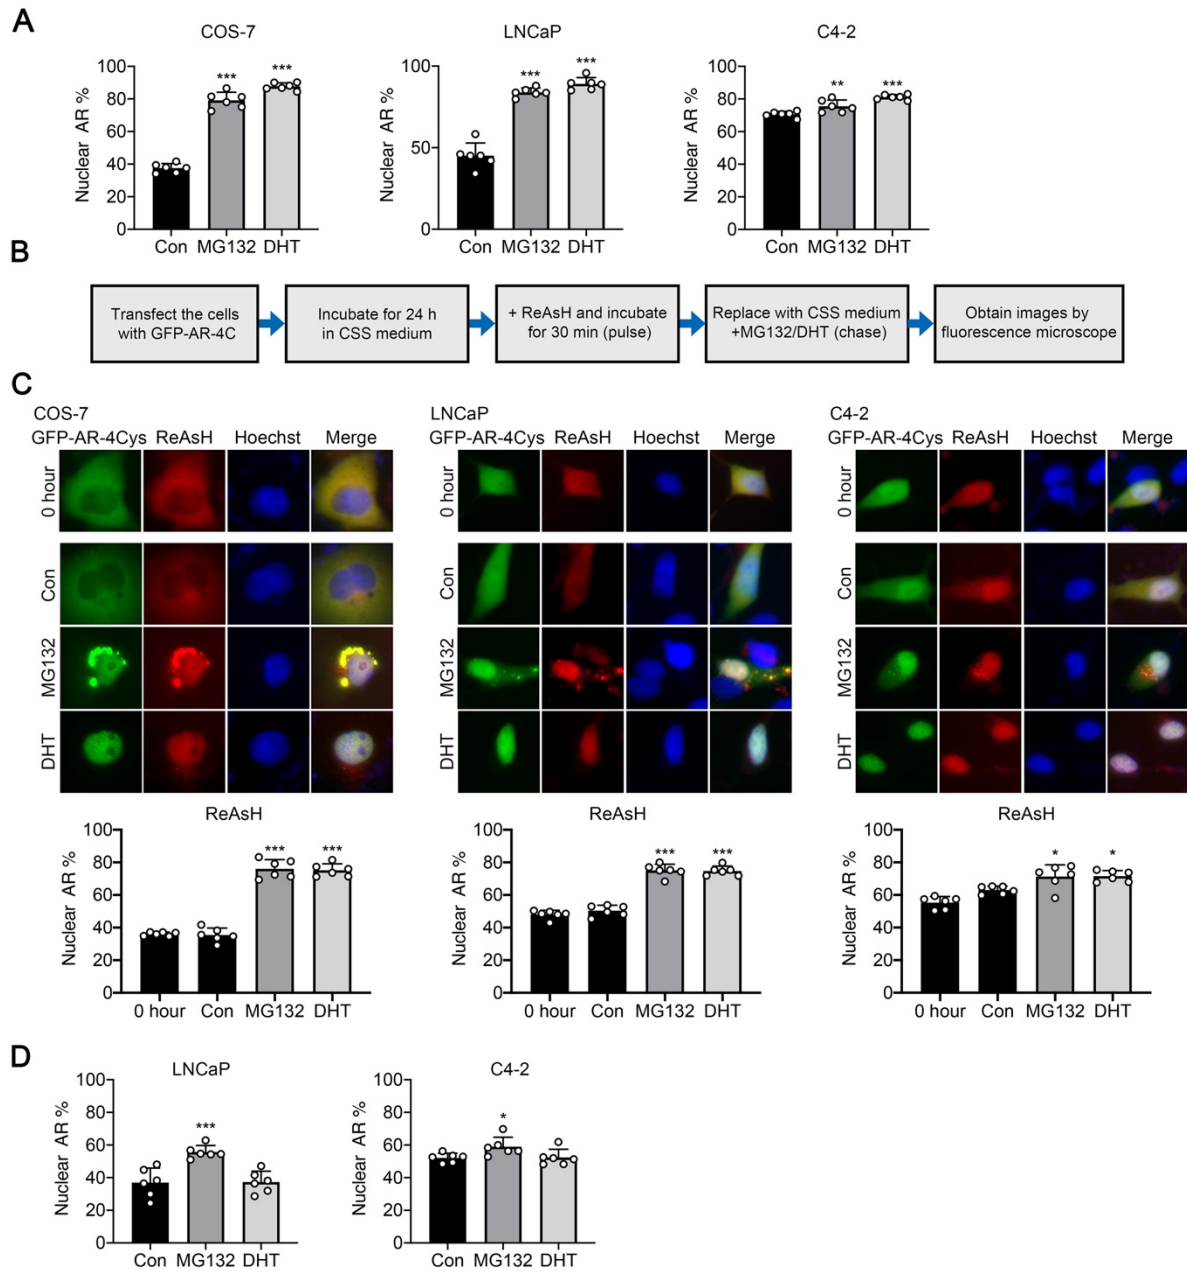 A
COS-7
LNCaP
C4-2
Nuclear AR %
100
80
60
40
20
0
***
***
Con MG132 DHT
Nuclear AR %
100
50
0
***
***
Con MG132 DHT
Nuclear AR %
100
80
60
40
20
0
**
***
Con MG132 DHT
B
Transfect the cells
with GFP-AR-4C
Incubate for 24 h
in CSS medium
+ ReAsH and incubate
for 30 min (pulse)
Replace with CSS medium
+MG132/DHT (chase)
Obtain images by
fluorescence microscope
C
COS-7
GFP-AR-4Cys ReAsH Hoechst Merge
0 hour
Con
MG132
DHT
LNCaP
GFP-AR-4Cys ReAsH Hoechst Merge
0 hour
Con
MG132
DHT
C4-2
GFP-AR-4Cys ReAsH Hoechst Merge
0 hour
Con
MG132
DHT
ReAsH
Nuclear AR %
100
80
60
40
20
0
***
***
0 hour Con MG132 DHT
ReAsH
Nuclear AR %
100
80
60
40
20
0
***
***
0 hour Con MG132 DHT
ReAsH
Nuclear AR %
100
80
60
40
20
0
*
*
0 hour Con MG132 DHT
D
LNCaP
Nuclear AR %
100
80
60
40
20
0
***
Con MG132 DHT
C4-2
Nuclear AR %
100
80
60
40
20
0
*
Con MG132 DHT